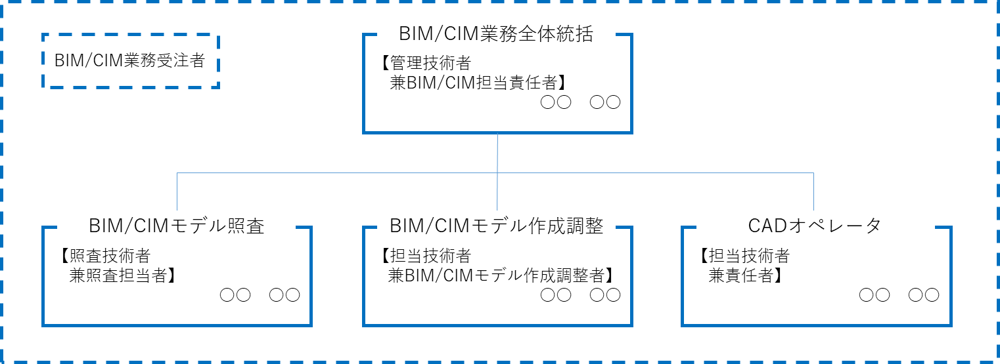 BIM/CIM業務受注者
BIM/CIM業務全体統括
【管理技術者
兼BIM/CIM担当責任者】
○○　○○
BIM/CIMモデル照査
【照査技術者
兼照査担当者】
○○　○○
BIM/CIMモデル作成調整
【担当技術者
兼BIM/CIMモデル作成調整者】
○○　○○
CADオペレータ
【担当技術者
兼責任者】
○○　○○